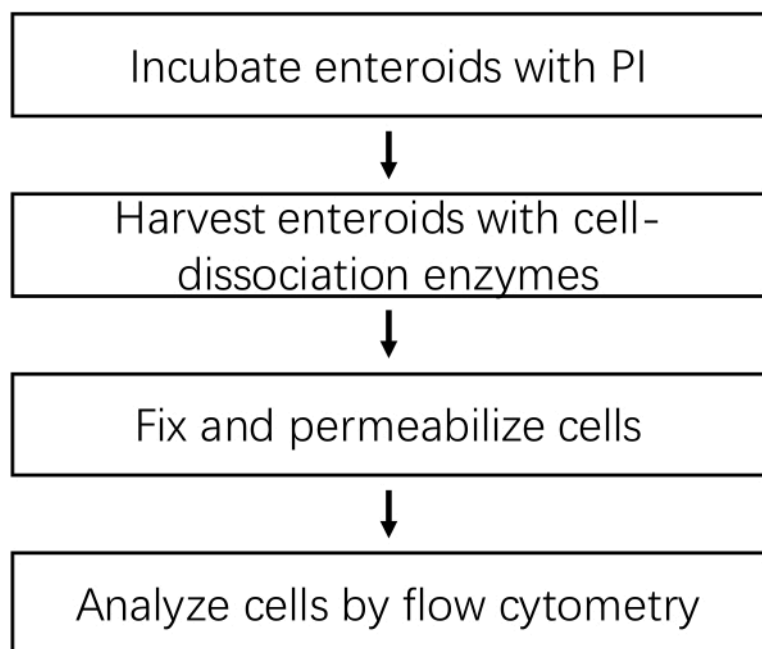 Incubate enteroids with PI
Harvest enteroids with cell-
dissociation enzymes
Fix and permeabilize cells
Analyze cells by flow cytometry